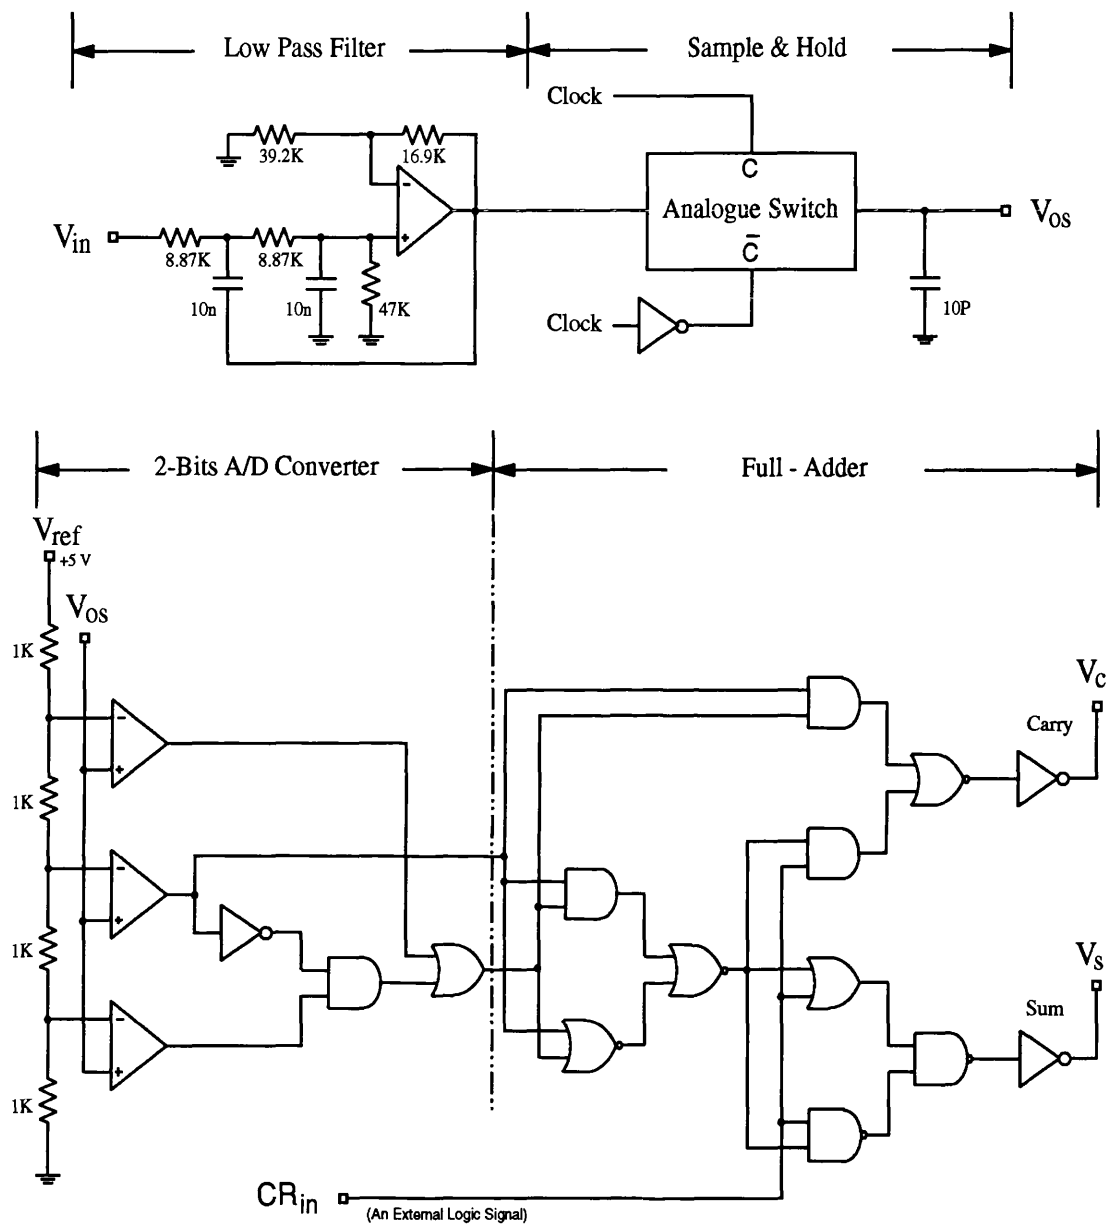 Low Pass Filter
Sample & Hold
Clock
39.2K
16.9K
C
Analogue Switch
C̅
Vin
8.87K
8.87K
10n
10n
47K
Vos
Clock
10P
2-Bits A/D Converter
Full - Adder
Vref
+5 V
Vos
1K
1K
1K
1K
Carry
Vc
Sum
Vs
CRin
(An External Logic Signal)